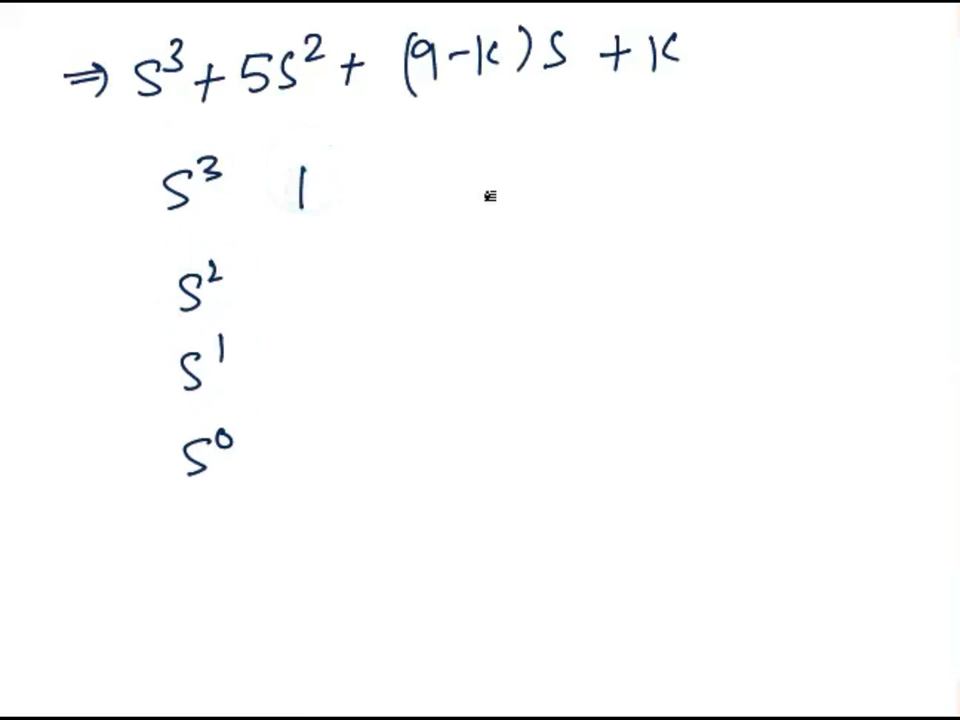 ⇒ S³ + 5S² + (9-K)S + K
S³ 1
S²
S¹
S⁰